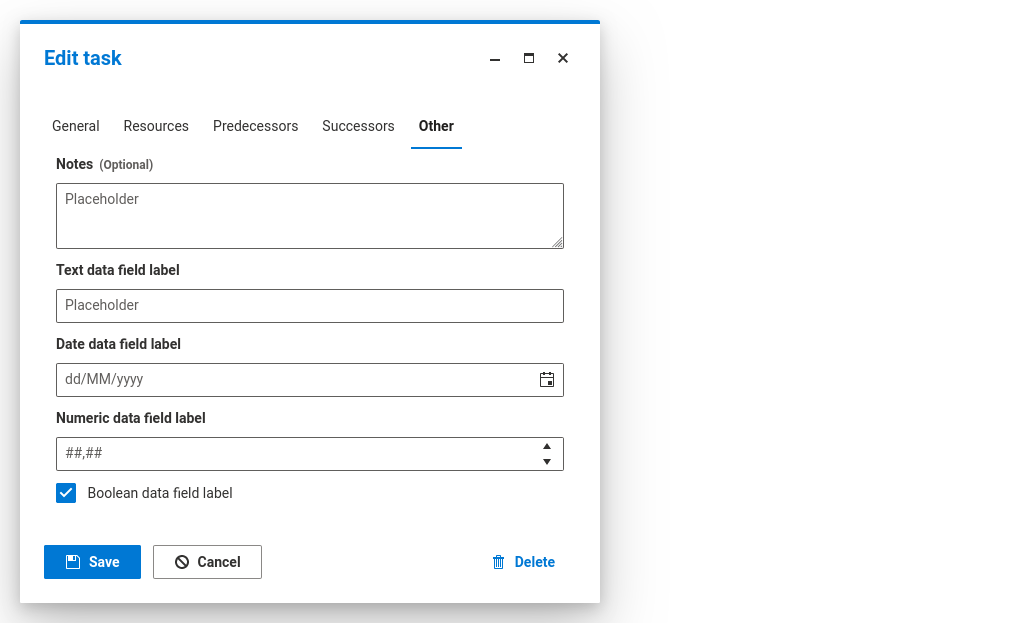 Edit task
General Resources Predecessors Successors Other
Notes (Optional)
Placeholder
Text data field label
Placeholder
Date data field label
dd/MM/yyyy
Numeric data field label
##,##
Boolean data field label
Save Cancel Delete